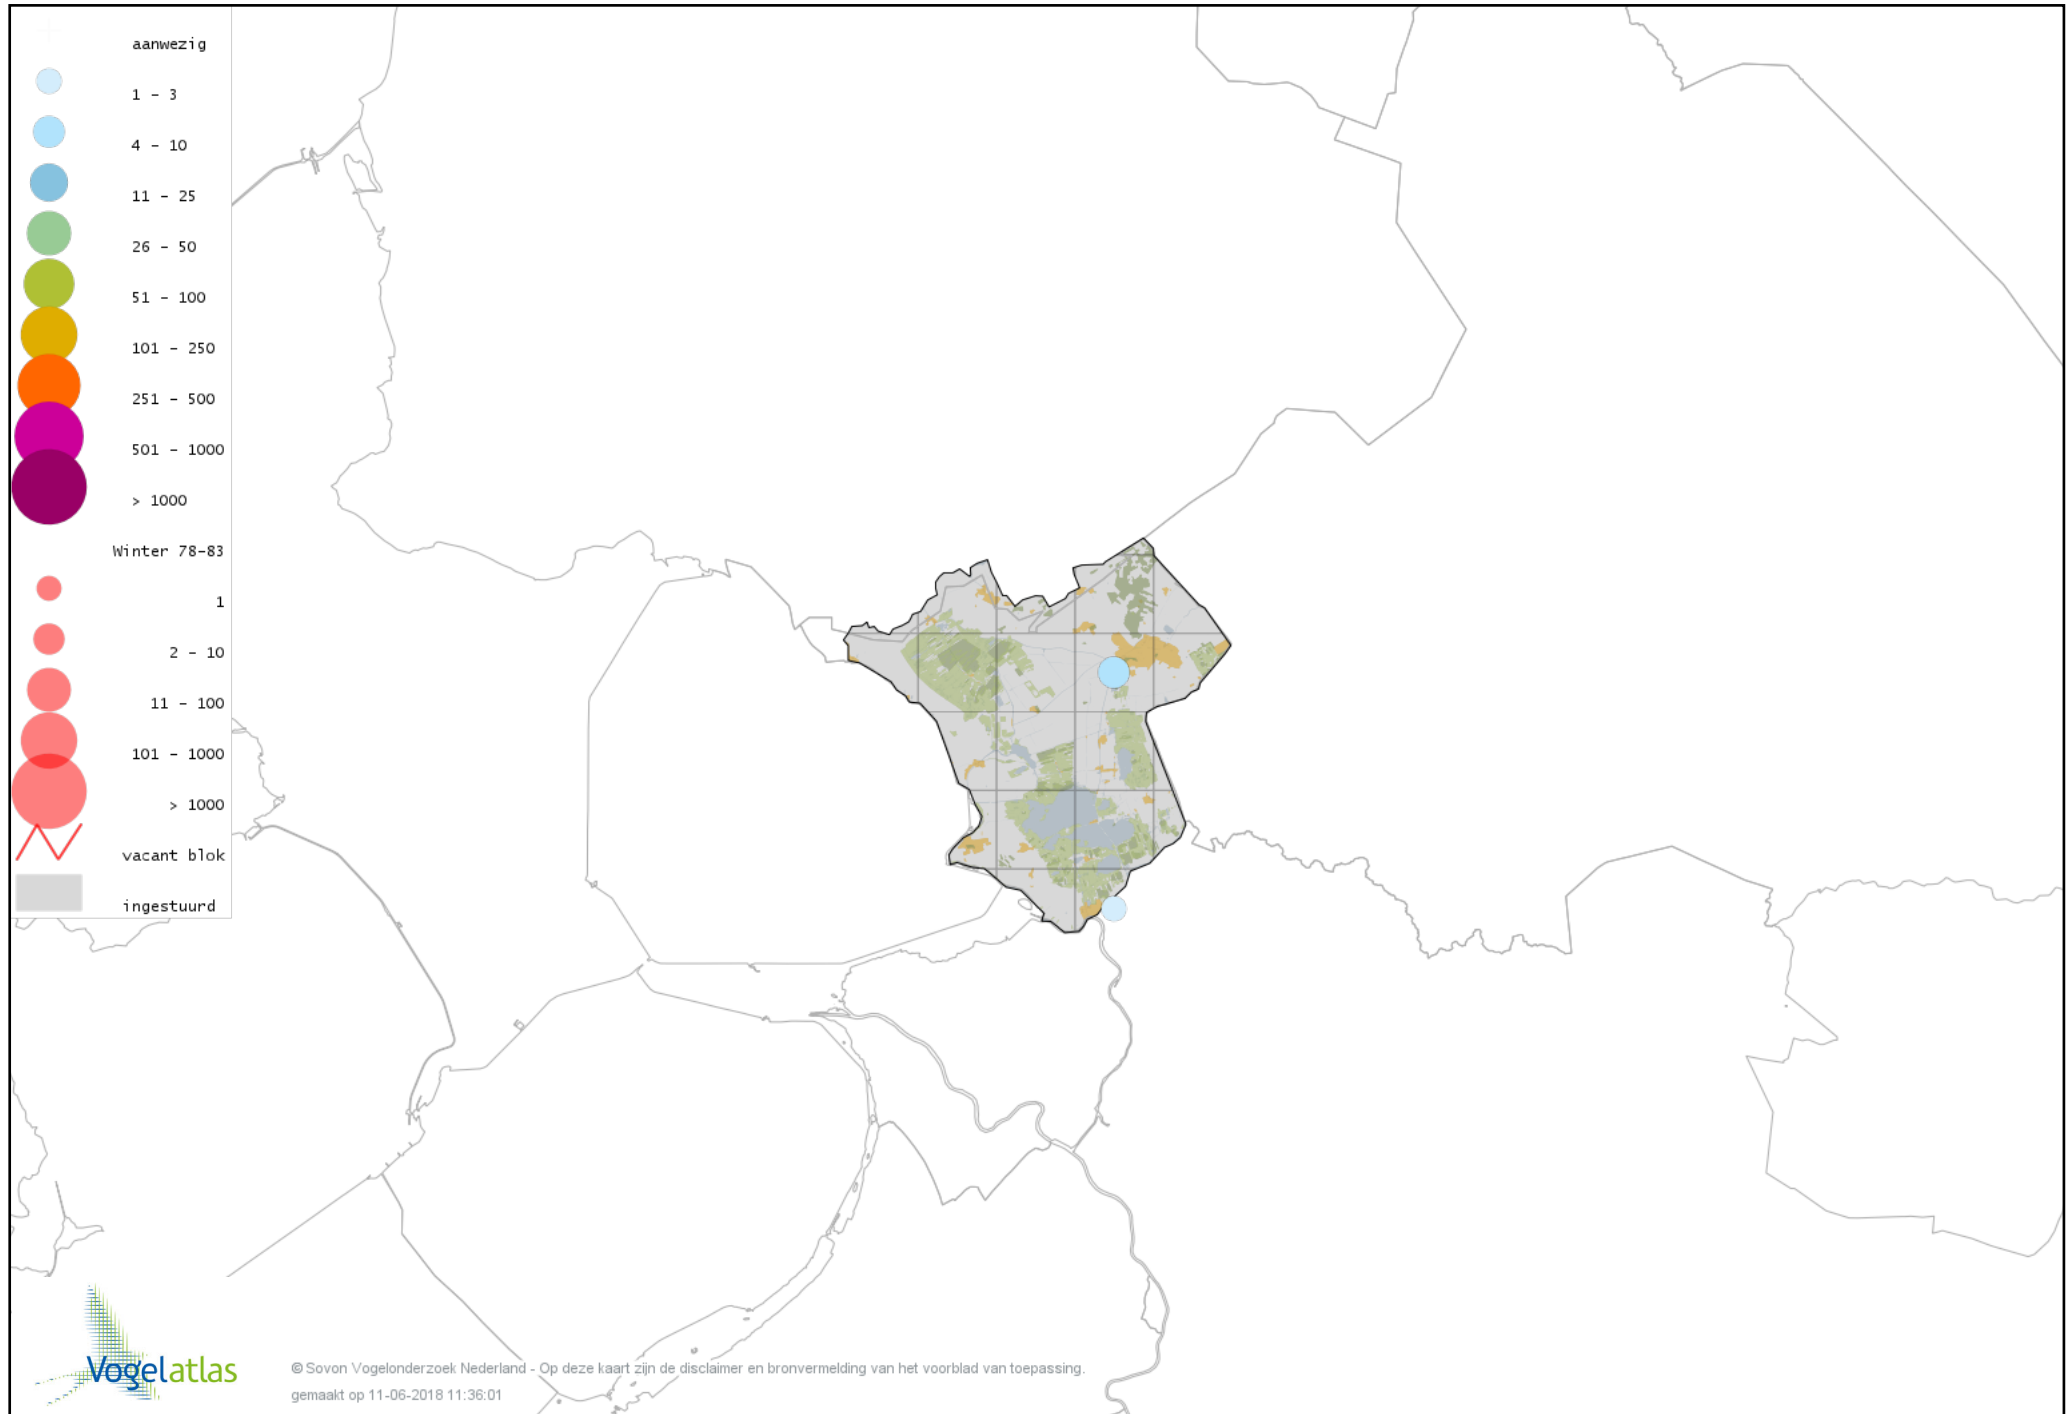 aanwezig
1 - 3
4 - 10
11 - 25
26 - 50
51 - 100
101 - 250
251 - 500
501 - 1000
> 1000
Winter 78-83
1
2 - 10
11 - 100
101 - 1000
> 1000
vacant blok
ingestuurd
Vogelatlas
© Sovon Vogelonderzoek Nederland - Op deze kaart zijn de disclaimer en bronvermelding van het voorblad van toepassing.
gemaakt op 11-06-2018 11:36:01